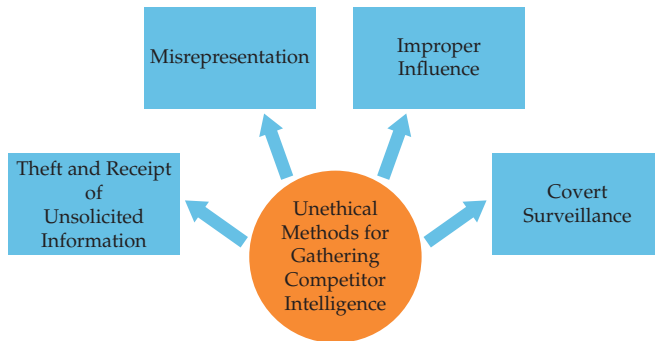 Misrepresentation
Improper
Influence
Theft and Receipt
of
Unsolicited
Information
Covert
Surveillance
Unethical
Methods for
Gathering
Competitor
Intelligence